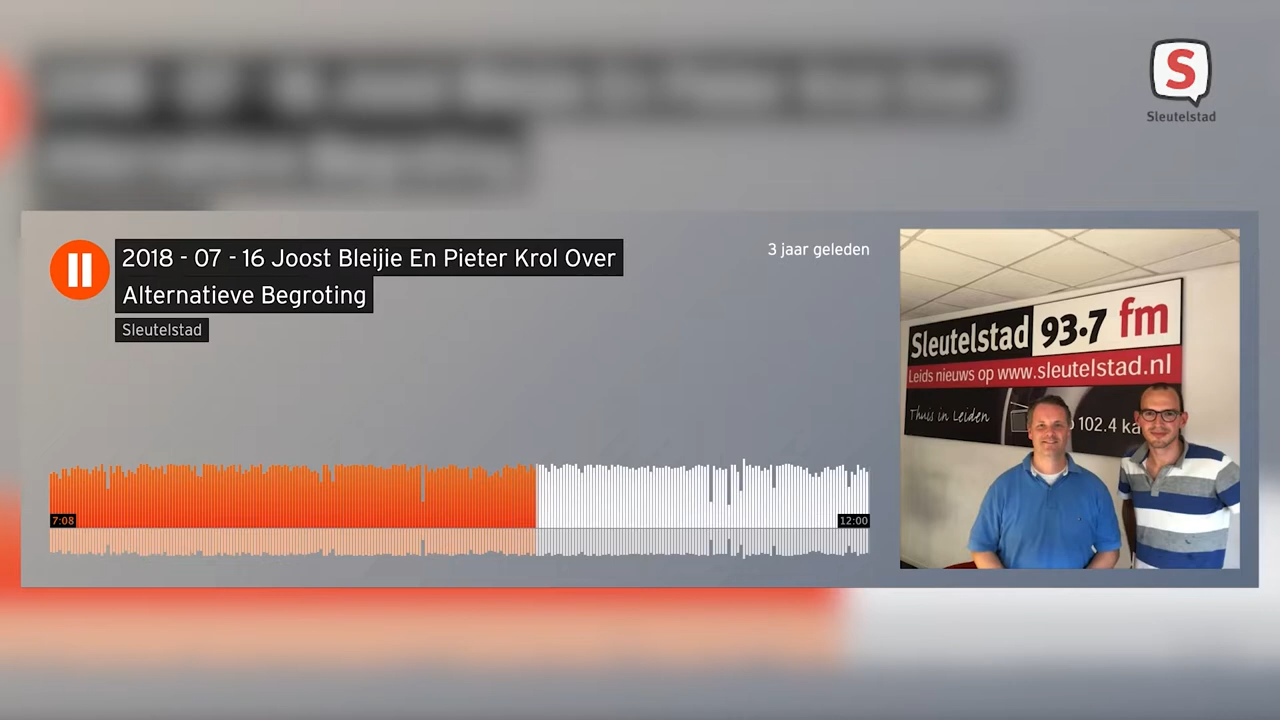 S
Sleutelstad
2018 - 07 - 16 Joost Bleijie En Pieter Krol Over
Alternatieve Begroting
Sleutelstad
3 jaar geleden
7:08
12:00
Sleutelstad 93.7 fm
Leids nieuws op www.sleutelstad.nl
Thuis in Leiden
102.4 ka